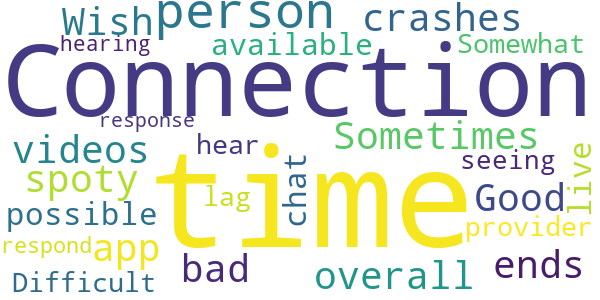 Wish person crashes
hearing available Somewhat
Connection
response
videos hear Sometimes
seeing
spoty time live
lag chat Good
possible provider
respond app
Difficult bad overall ends